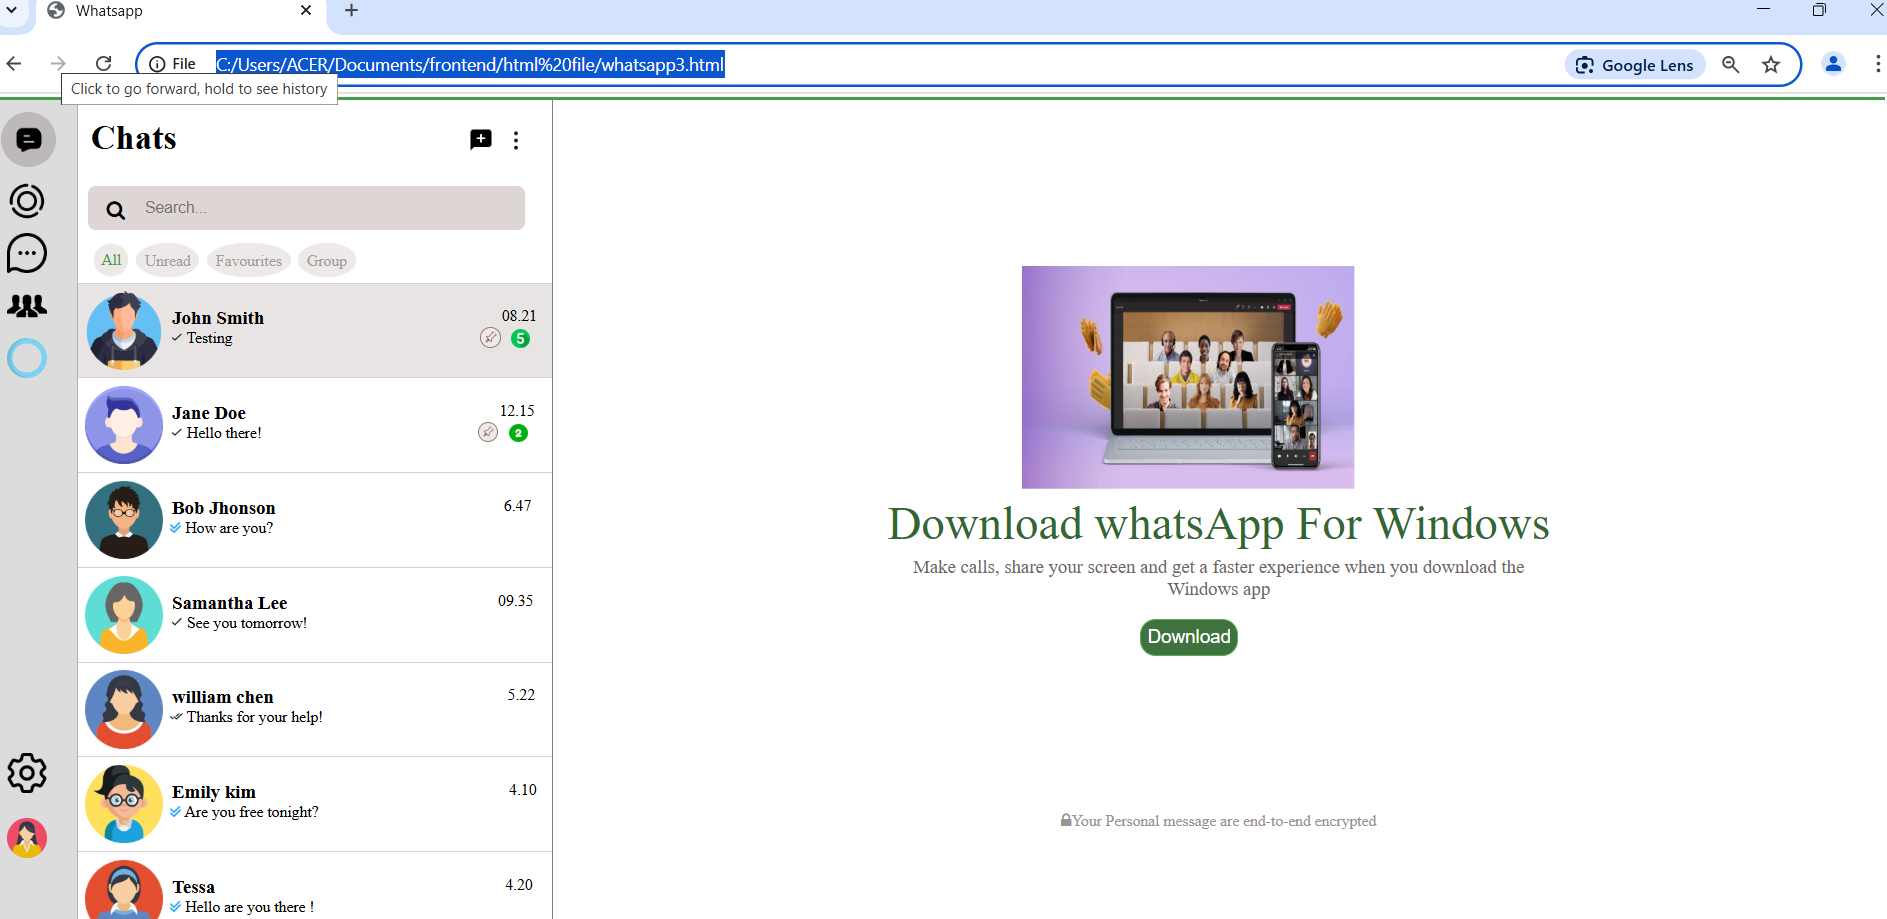 Whatsapp
File
C:/Users/ACER/Documents/frontend/html%20file/whatsapp3.html
Google Lens
Click to go forward, hold to see history
Chats
Search...
All Unread Favourites Group
John Smith 08.21
Testing 5
Jane Doe 12.15
Hello there! 2
Bob Jhonson 6.47
How are you?
Samantha Lee 09.35
See you tomorrow!
william chen 5.22
Thanks for your help!
Emily kim 4.10
Are you free tonight?
Tessa 4.20
Hello are you there !
Download whatsApp For Windows
Make calls, share your screen and get a faster experience when you download the
Windows app
Download
Your Personal message are end-to-end encrypted